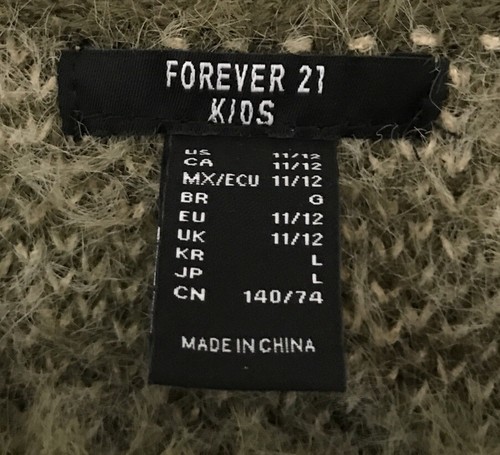 FOREVER 21
KIDS
US 11/12
CA 11/12
MX/ECU 11/12
BR G
EU 11/12
UK 11/12
KR L
JP L
CN 140/74
MADE IN CHINA